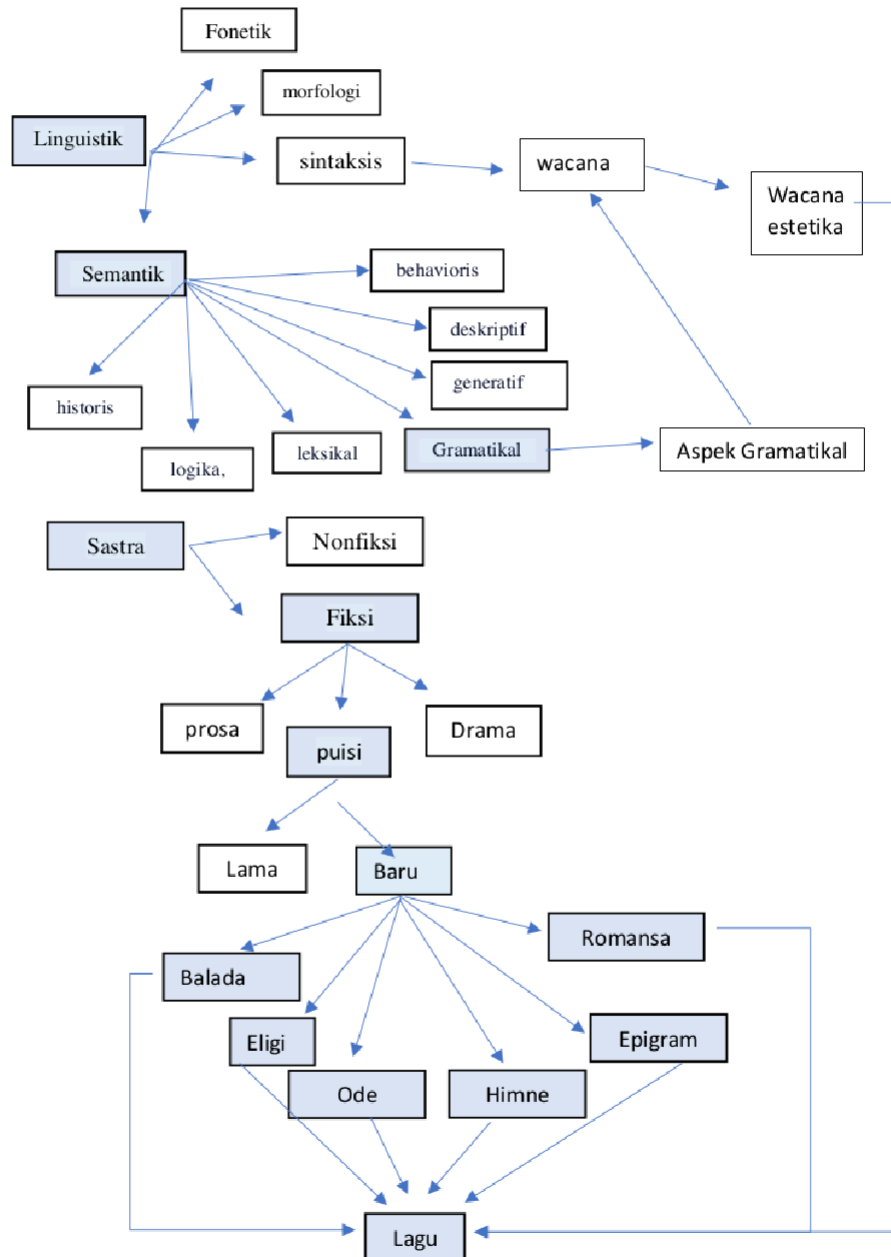 Fonetik
morfologi
Linguistik
sintaksis
wacana
Wacana
estetika
Semantik
behavioris
deskriptif
generatif
historis
logika,
leksikal
Gramatikal
Aspek Gramatikal
Sastra
Nonfiksi
Fiksi
prosa
puisi
Drama
Lama
Baru
Romansa
Balada
Eligi
Epigram
Ode
Himne
Lagu